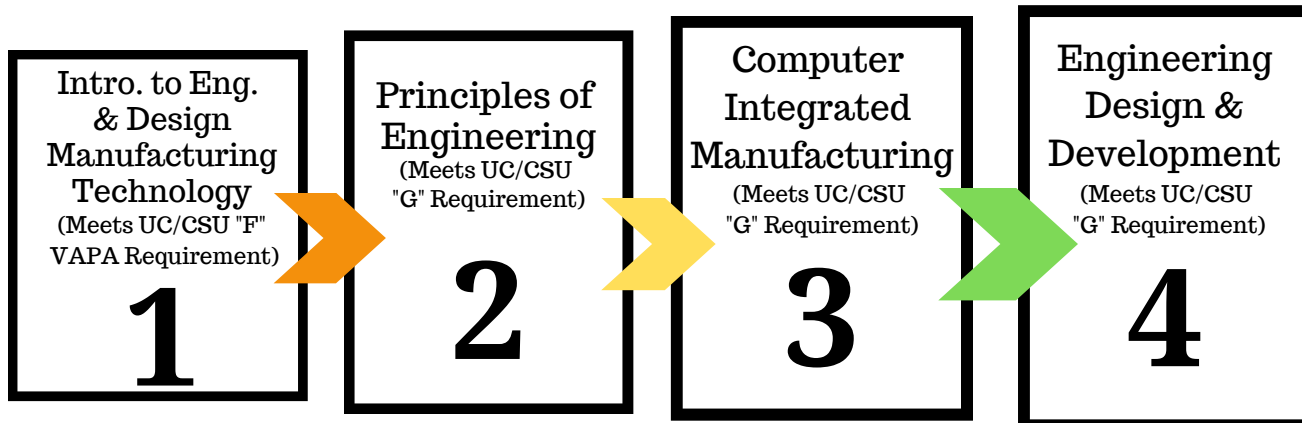 Intro. to Eng.
& Design
Manufacturing
Technology
(Meets UC/CSU "F"
VAPA Requirement)
1
Principles of
Engineering
(Meets UC/CSU
"G" Requirement)
2
Computer
Integrated
Manufacturing
(Meets UC/CSU
"G" Requirement)
3
Engineering
Design &
Development
(Meets UC/CSU
"G" Requirement)
4